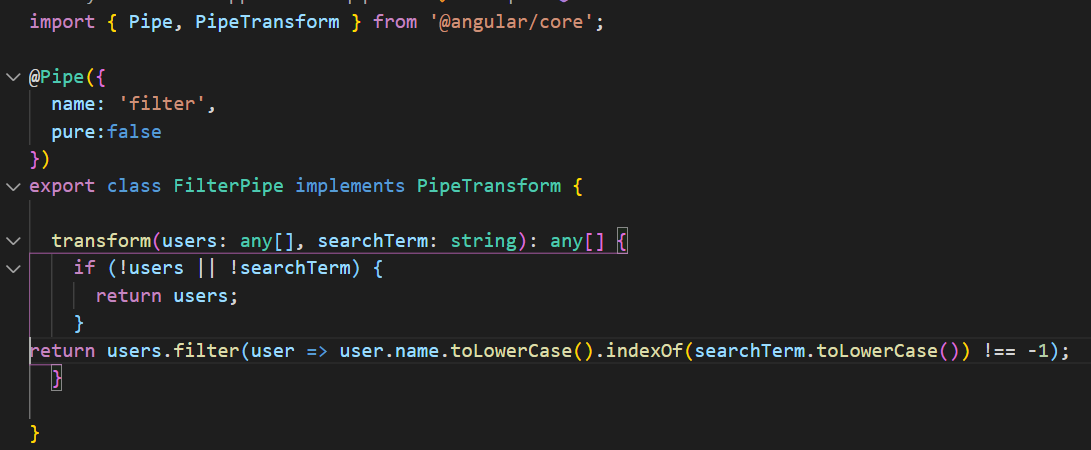 import { Pipe, PipeTransform } from '@angular/core';
@Pipe({
name: 'filter',
pure:false
})
export class FilterPipe implements PipeTransform {
transform(users: any[], searchTerm: string): any[] {
if (!users || !searchTerm) {
return users;
}
return users.filter(user => user.name.toLowerCase().indexOf(searchTerm.toLowerCase()) !== -1);
}
}